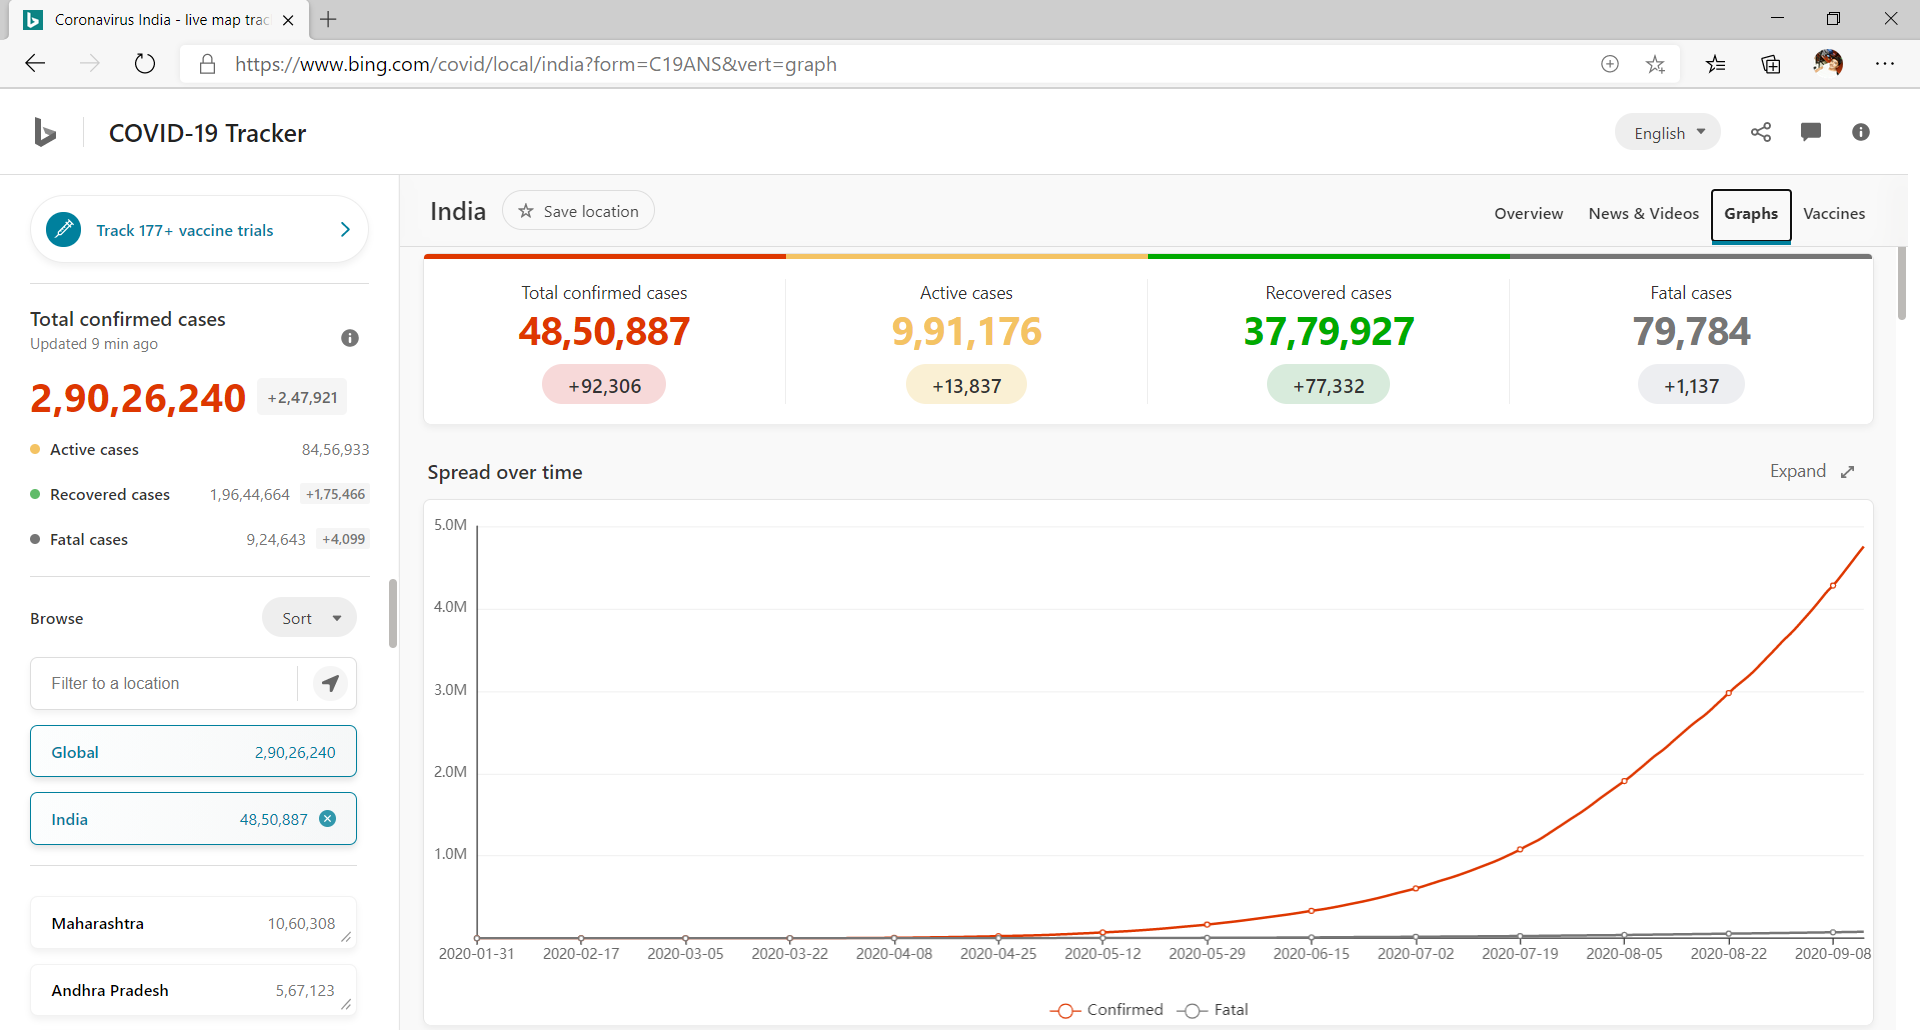 Coronavirus India - live map trac
https://www.bing.com/covid/local/india?form=C19ANS&vert=graph
COVID-19 Tracker
English
Track 177+ vaccine trials
Total confirmed cases
Updated 9 min ago
2,90,26,240 +2,47,921
Active cases 84,56,933
Recovered cases 1,96,44,664 +1,75,466
Fatal cases 9,24,643 +4,099
Browse Sort
Filter to a location
Global 2,90,26,240
India 48,50,887
Maharashtra 10,60,308
Andhra Pradesh 5,67,123
India Save location
Overview News & Videos Graphs Vaccines
Total confirmed cases
48,50,887
+92,306
Active cases
9,91,176
+13,837
Recovered cases
37,79,927
+77,332
Fatal cases
79,784
+1,137
Spread over time Expand
5.0M
4.0M
3.0M
2.0M
1.0M
2020-01-31 2020-02-17 2020-03-05 2020-03-22 2020-04-08 2020-04-25 2020-05-12 2020-05-29 2020-06-15 2020-07-02 2020-07-19 2020-08-05 2020-08-22 2020-09-08
Confirmed Fatal